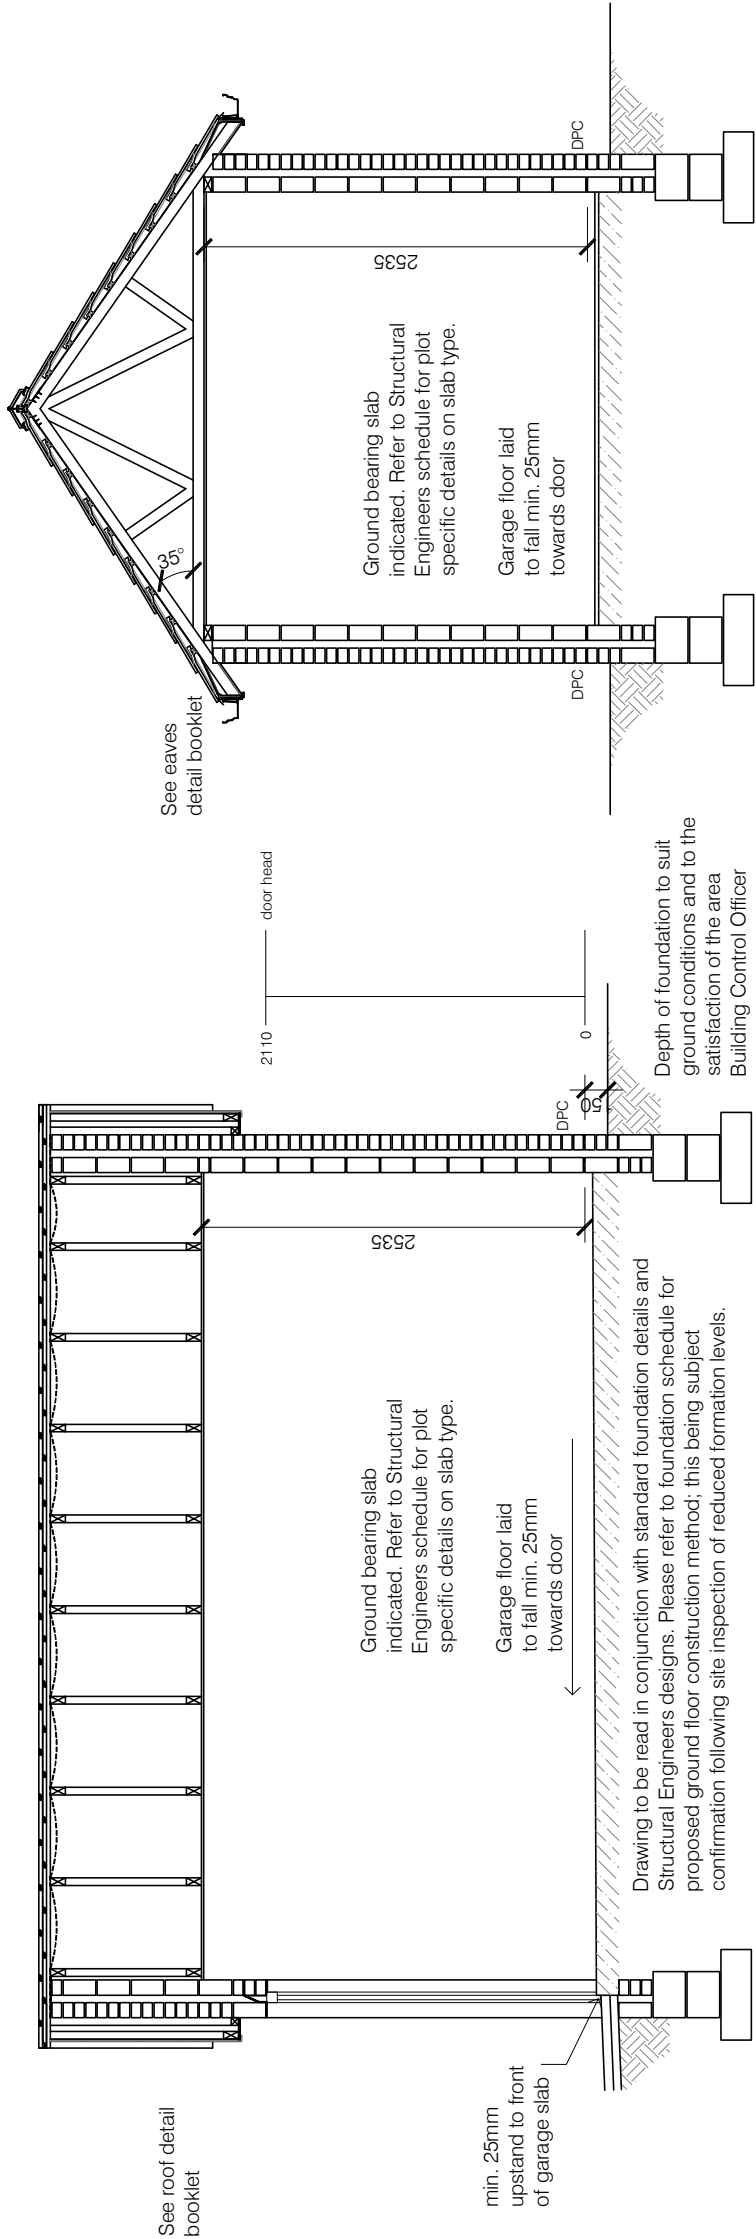 See roof detail
booklet
min. 25mm
upstand to front
of garage slab
Ground bearing slab
indicated. Refer to Structural
Engineers schedule for plot
specific details on slab type.
Garage floor laid
to fall min. 25mm
towards door
2535
DPC
50
Drawing to be read in conjunction with standard foundation details and
Structural Engineers designs. Please refer to foundation schedule for
proposed ground floor construction method; this being subject
confirmation following site inspection of reduced formation levels.
2110
door head
0
Depth of foundation to suit
ground conditions and to the
satisfaction of the area
Building Control Officer
See eaves
detail booklet
35°
Ground bearing slab
indicated. Refer to Structural
Engineers schedule for plot
specific details on slab type.
Garage floor laid
to fall min. 25mm
towards door
2535
DPC
DPC